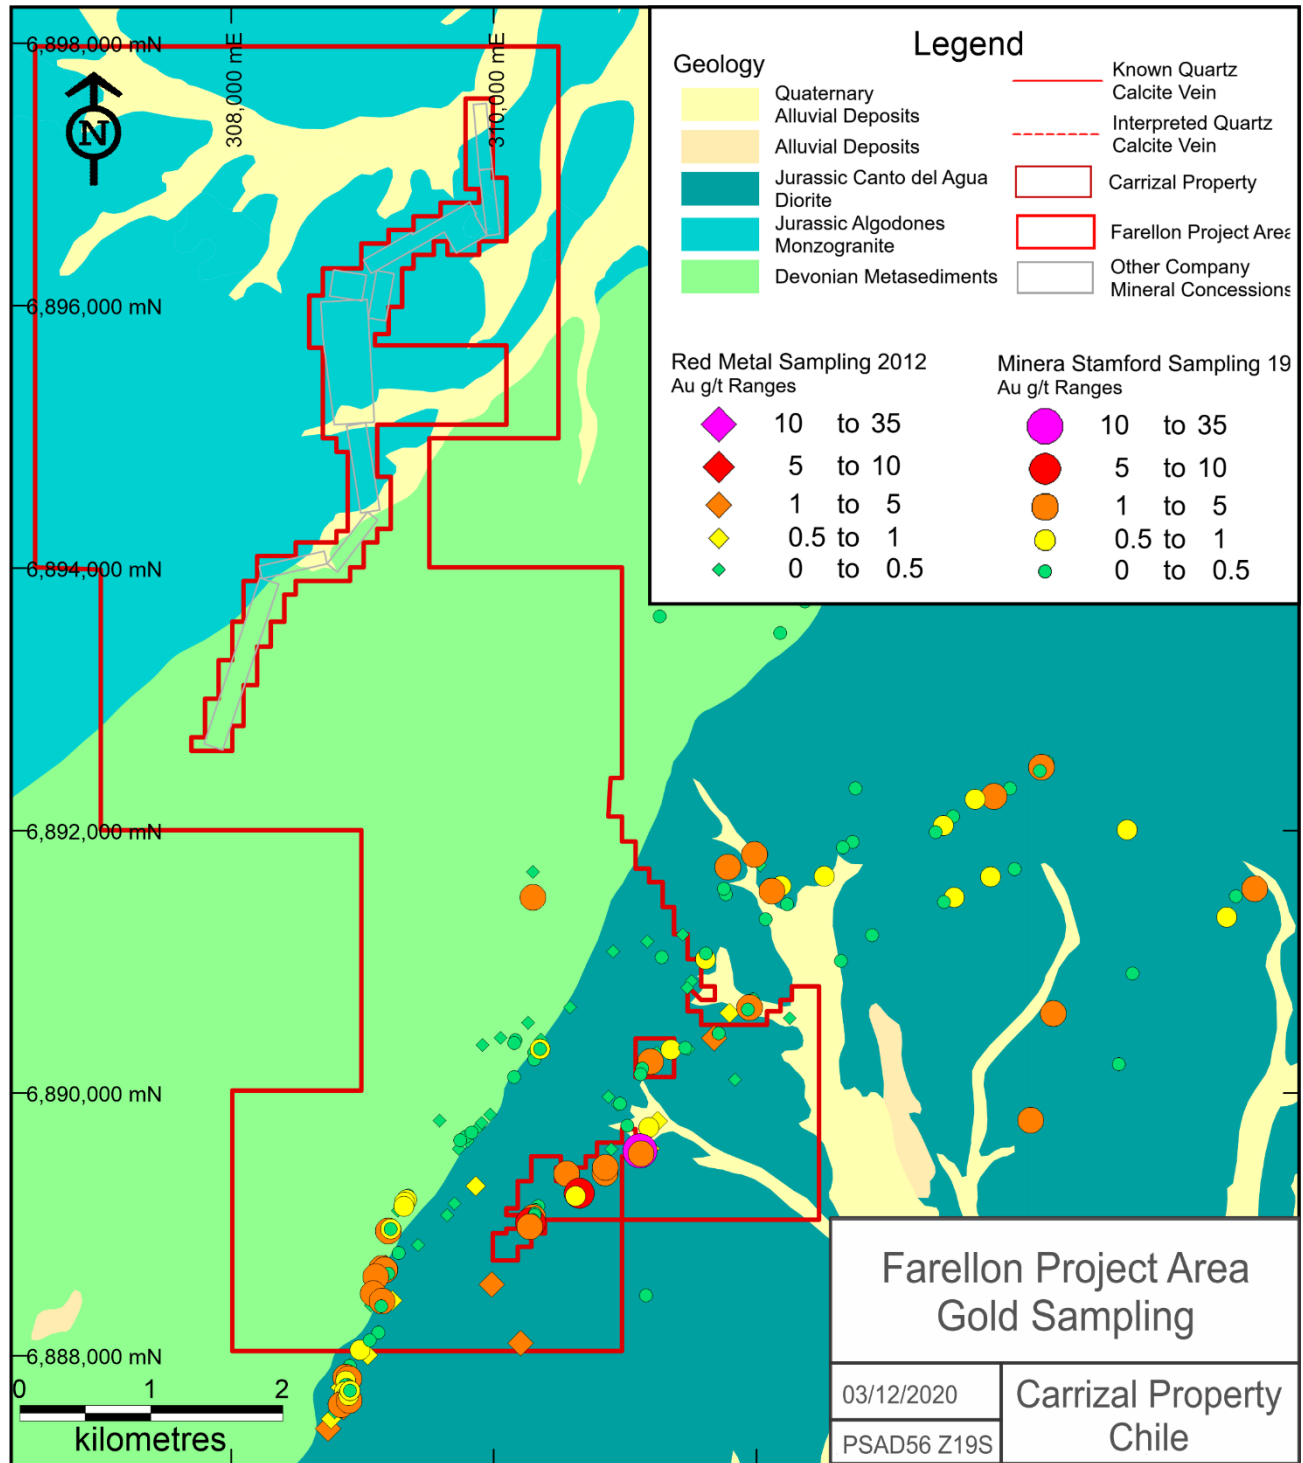 6,898,000 mN
308,000 mE
310,000 mE
N
6,896,000 mN
6,894,000 mN
6,892,000 mN
6,890,000 mN
6,888,000 mN
Legend
Geology
Quaternary
Alluvial Deposits
Alluvial Deposits
Jurassic Canto del Agua
Diorite
Jurassic Algodones
Monzogranite
Devonian Metasediments
Known Quartz
Calcite Vein
Interpreted Quartz
Calcite Vein
Carrizal Property
Farellon Project Area
Other Company
Mineral Concessions
Red Metal Sampling 2012
Au g/t Ranges
10 to 35
5 to 10
1 to 5
0.5 to 1
0 to 0.5
Minera Stamford Sampling 19
Au g/t Ranges
10 to 35
5 to 10
1 to 5
0.5 to 1
0 to 0.5
0 1 2
kilometres
Farellon Project Area
Gold Sampling
03/12/2020
PSAD56 Z19S
Carrizal Property
Chile